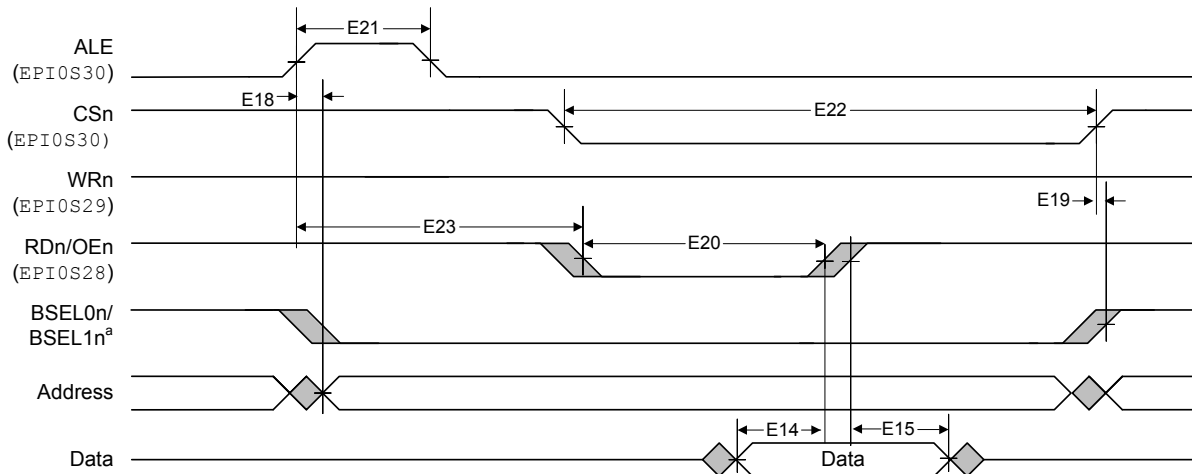 E21
ALE
(EPI0S30)
E18
CSn
(EPI0S30)
E22
WRn
(EPI0S29)
E19
E23
RDn/OEn
(EPI0S28)
E20
BSEL0n/
BSEL1nª
Address
E14
E15
Data
Data